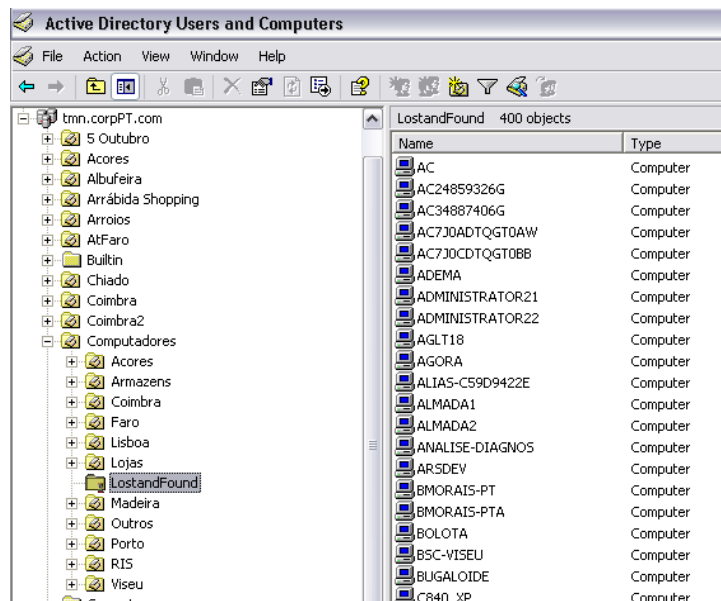 Active Directory Users and Computers
File Action View Window Help
tmn.corpPT.com
5 Outubro
Acores
Albufeira
Arrábida Shopping
Arroios
AtFaro
Builtin
Chiado
Coimbra
Coimbra2
Computadores
Acores
Armazens
Coimbra
Faro
Lisboa
Lojas
LostandFound
Madeira
Outros
Porto
RIS
Viseu
LostandFound 400 objects
Name Type
AC Computer
AC24859326G Computer
AC34887406G Computer
AC7J0ADTQGT0AW Computer
AC7J0CDTQGT0BB Computer
ADEMA Computer
ADMINISTRATOR21 Computer
ADMINISTRATOR22 Computer
AGLT18 Computer
AGORA Computer
ALIAS-C59D9422E Computer
ALMADA1 Computer
ALMADA2 Computer
ANALISE-DIAGNOS Computer
ARSDEV Computer
BMORAIS-PT Computer
BMORAIS-PTA Computer
BOLOTA Computer
BSC-VISEU Computer
BUGALOIDE Computer
C840_XP Computer